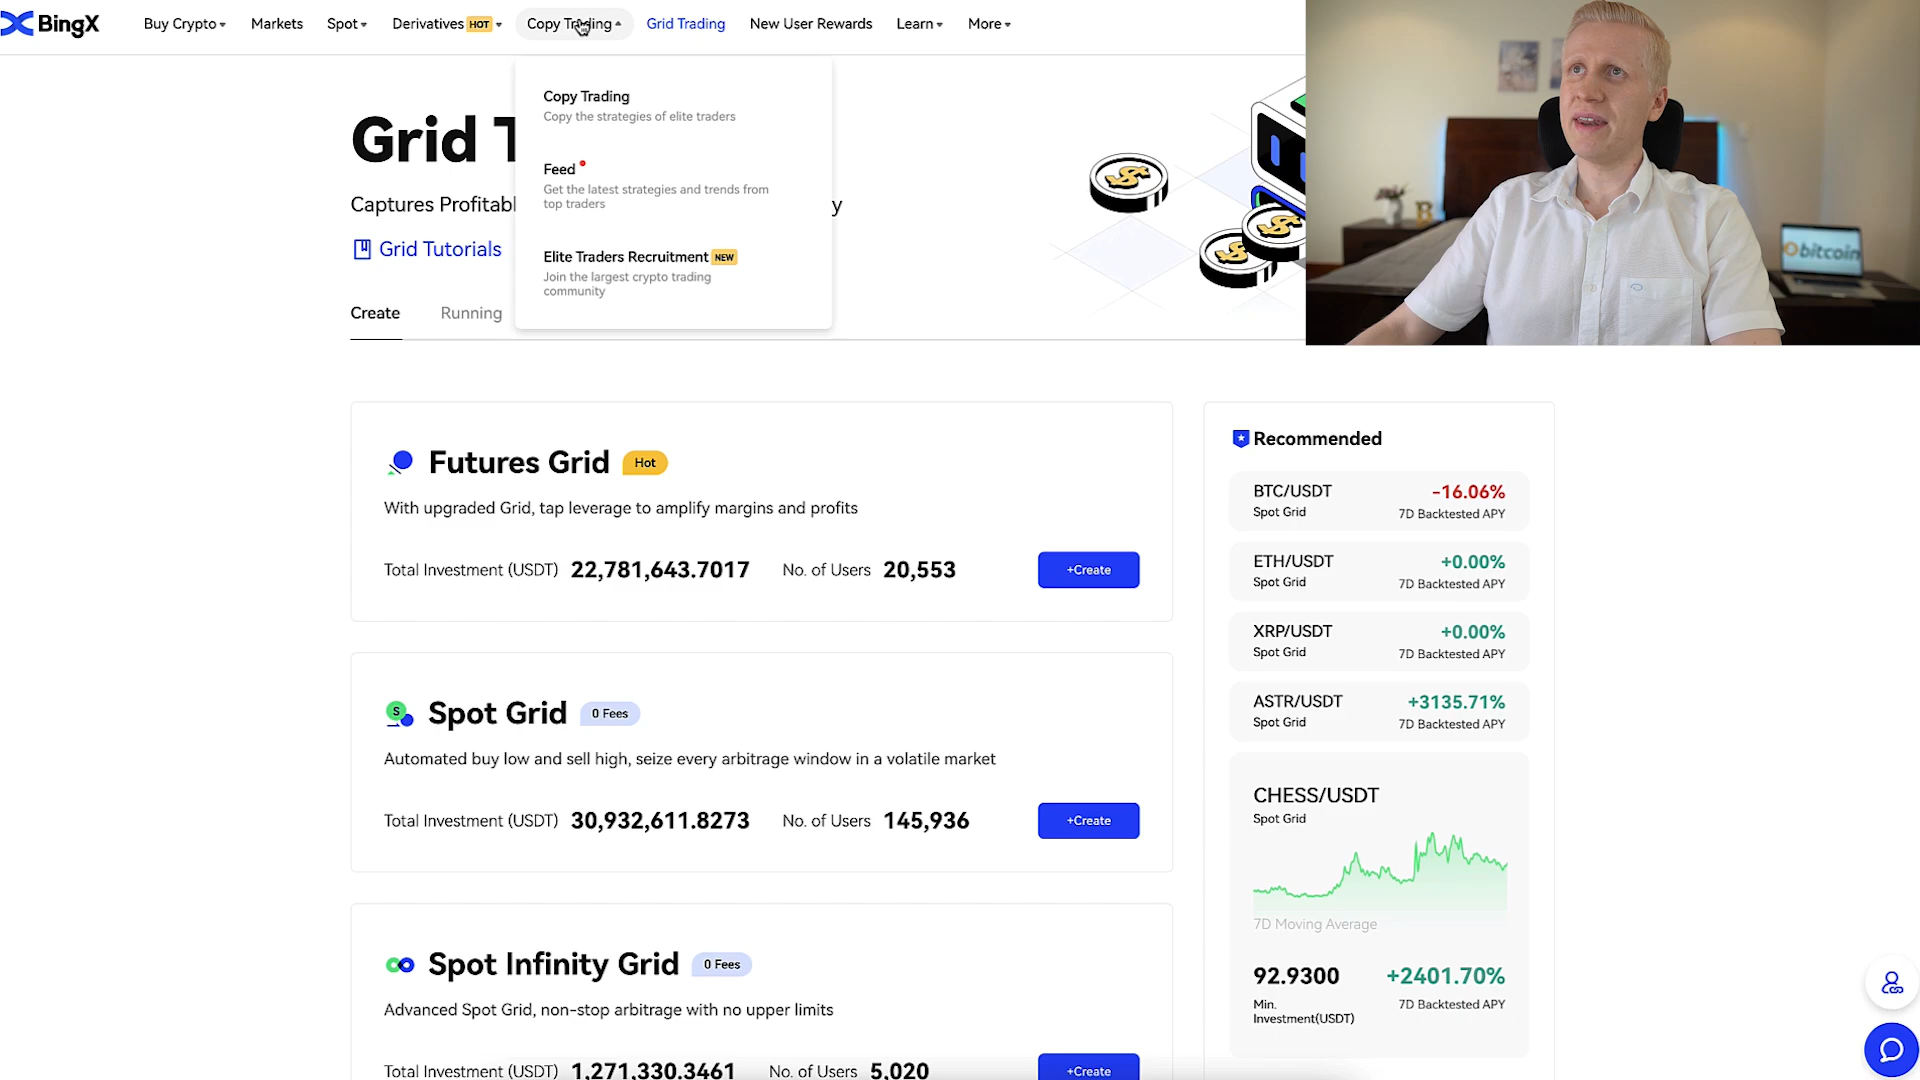 BingX
Buy Crypto
Markets
Spot
Derivatives HOT
Copy Trading
Grid Trading
New User Rewards
Learn
More
Copy Trading
Copy the strategies of elite traders
Feed
Get the latest strategies and trends from
top traders
Elite Traders Recruitment NEW
Join the largest crypto trading
community
Grid T
Captures Profitabl
y
Grid Tutorials
Create
Running
bitcoin
Futures Grid Hot
With upgraded Grid, tap leverage to amplify margins and profits
Total Investment (USDT) 22,781,643.7017 No. of Users 20,553
+Create
S
Spot Grid 0 Fees
Automated buy low and sell high, seize every arbitrage window in a volatile market
Total Investment (USDT) 30,932,611.8273 No. of Users 145,936
+Create
Spot Infinity Grid 0 Fees
Advanced Spot Grid, non-stop arbitrage with no upper limits
Total Investment (USDT) 1,271,330.3461 No. of Users 5,020
+Create
Recommended
BTC/USDT -16.06%
Spot Grid 7D Backtested APY
ETH/USDT +0.00%
Spot Grid 7D Backtested APY
XRP/USDT +0.00%
Spot Grid 7D Backtested APY
ASTR/USDT +3135.71%
Spot Grid 7D Backtested APY
CHESS/USDT
Spot Grid
7D Moving Average
92.9300 +2401.70%
Min. 7D Backtested APY
Investment(USDT)